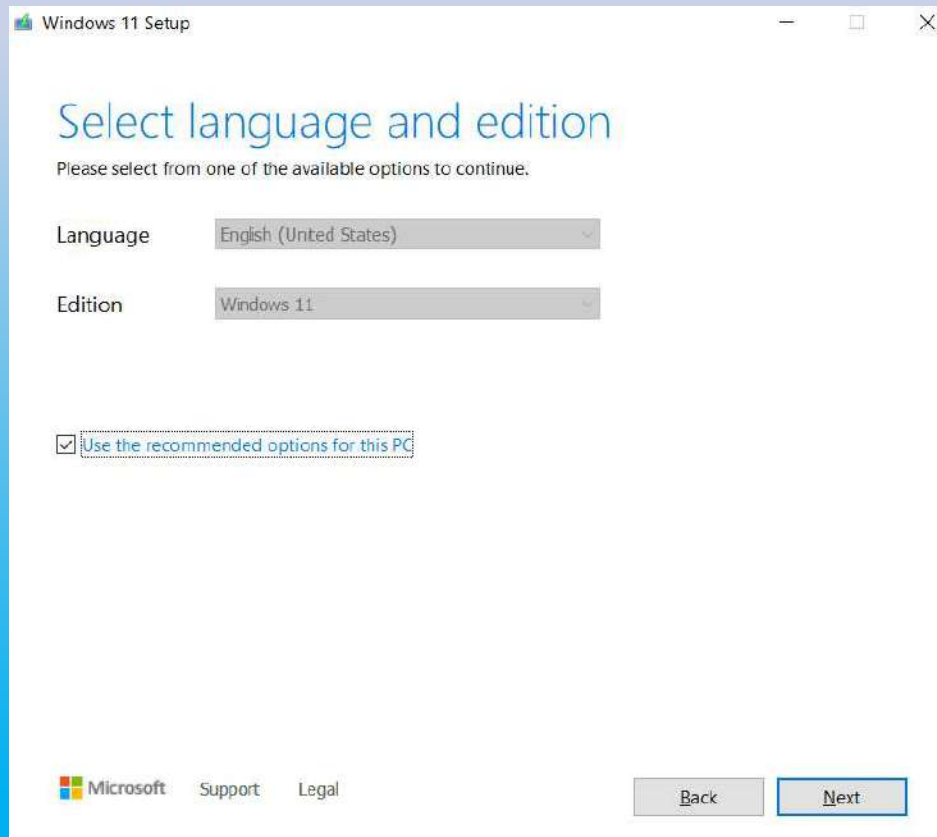 Windows 11 Setup
Select language and edition
Please select from one of the available options to continue.
Language English (United States)
Edition Windows 11
Use the recommended options for this PC
Microsoft Support Legal Back Next